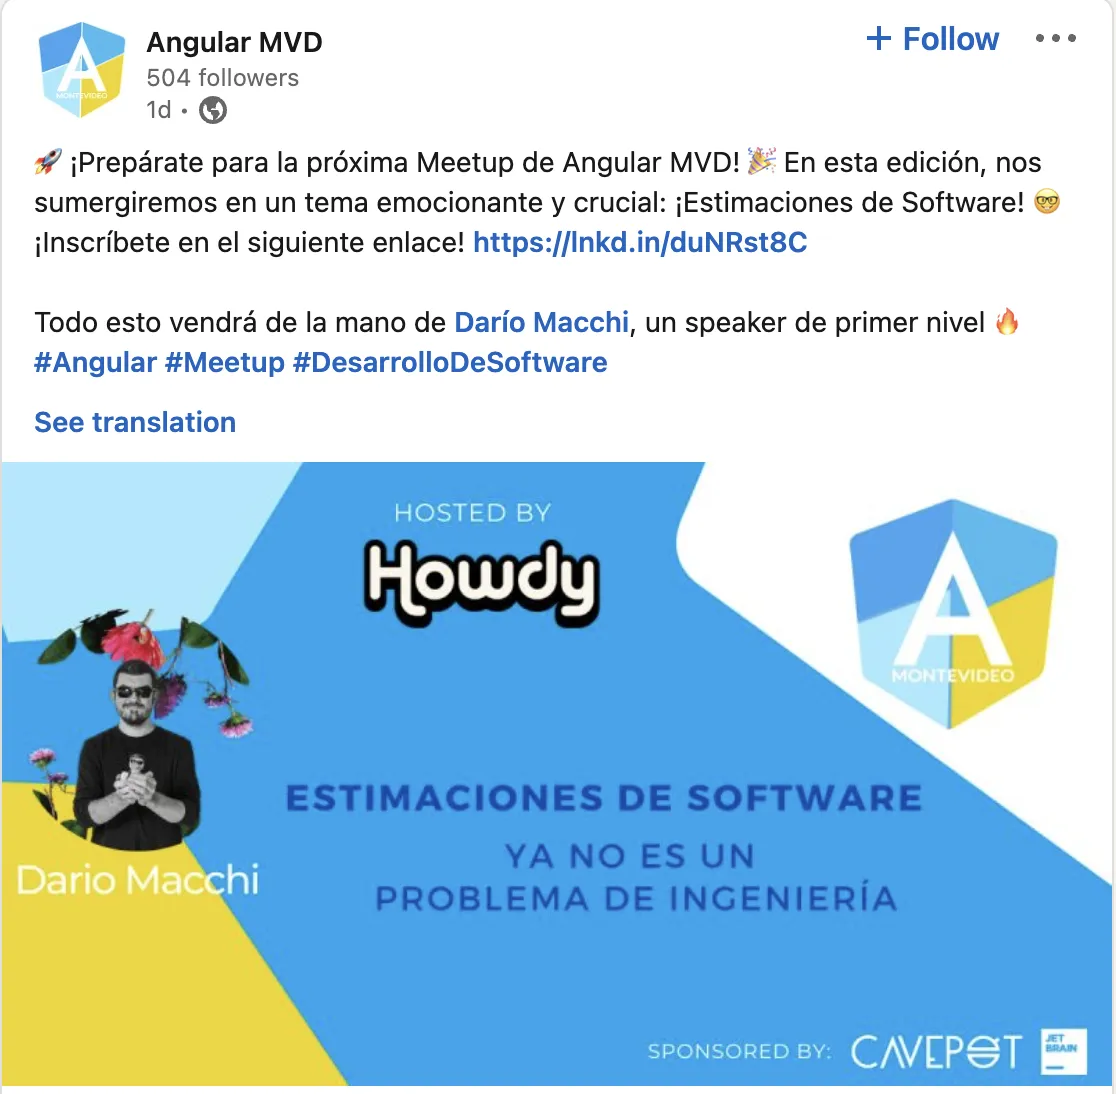 Angular MVD
+ Follow
504 followers
1d •
A
MONTEVIDEO
🚀 ¡Prepárate para la próxima Meetup de Angular MVD! 🎉 En esta edición, nos
sumergiremos en un tema emocionante y crucial: ¡Estimaciones de Software! 🤓
¡Inscríbete en el siguiente enlace! https://lnkd.in/duNRst8C
Todo esto vendrá de la mano de Darío Macchi, un speaker de primer nivel 🔥
#Angular #Meetup #DesarrolloDeSoftware
See translation
HOSTED BY
Howdy
A
MONTEVIDEO
ESTIMACIONES DE SOFTWARE
YA NO ES UN
PROBLEMA DE INGENIERÍA
Dario Macchi
SPONSORED BY: CAVEPOT
JET
BRAIN